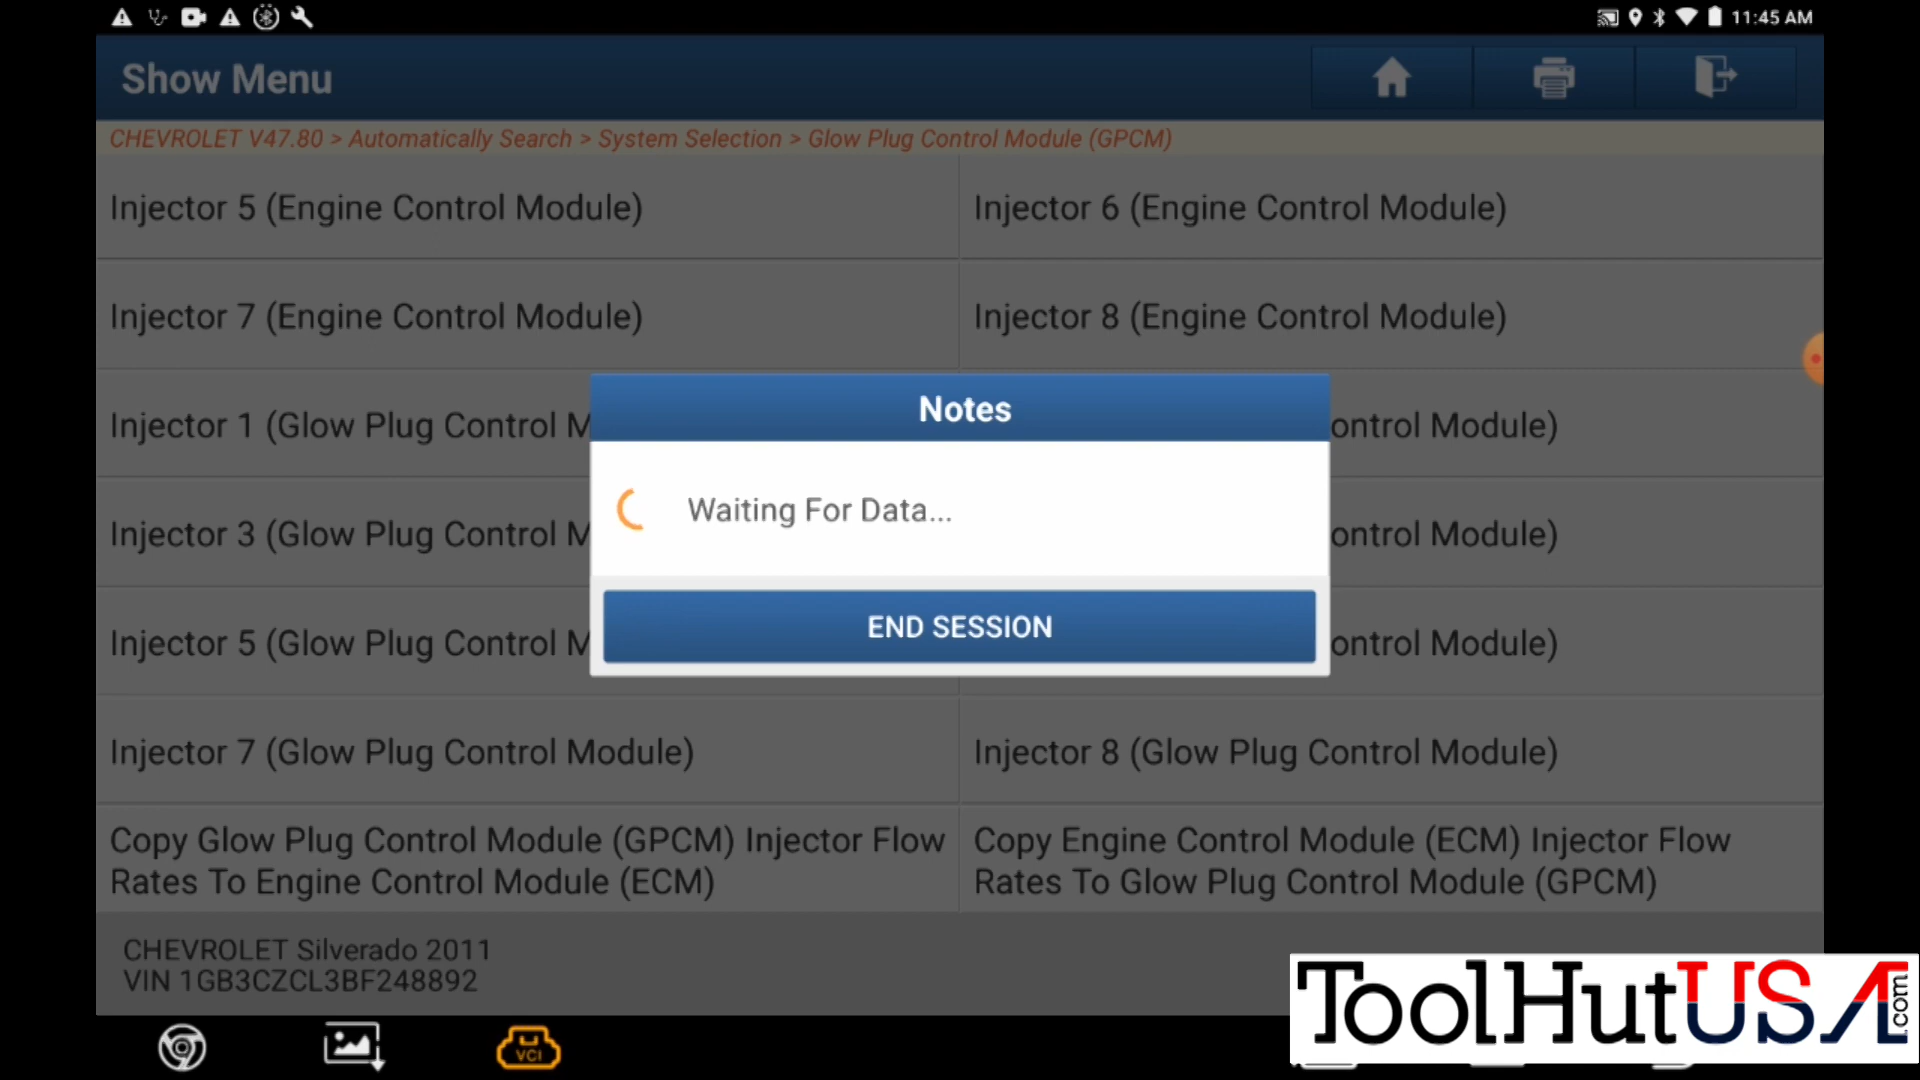 11:45 AM
Show Menu
CHEVROLET V47.80 > Automatically Search > System Selection > Glow Plug Control Module (GPCM)
Injector 5 (Engine Control Module)
Injector 6 (Engine Control Module)
Injector 7 (Engine Control Module)
Injector 8 (Engine Control Module)
Injector 1 (Glow Plug Control M
ontrol Module)
Notes
Injector 3 (Glow Plug Control M
ontrol Module)
Waiting For Data...
Injector 5 (Glow Plug Control M
ontrol Module)
END SESSION
Injector 7 (Glow Plug Control Module)
Injector 8 (Glow Plug Control Module)
Copy Glow Plug Control Module (GPCM) Injector Flow
Rates To Engine Control Module (ECM)
Copy Engine Control Module (ECM) Injector Flow
Rates To Glow Plug Control Module (GPCM)
CHEVROLET Silverado 2011
VIN 1GB3CZCL3BF248892
VCI
ToolHutUSA.com